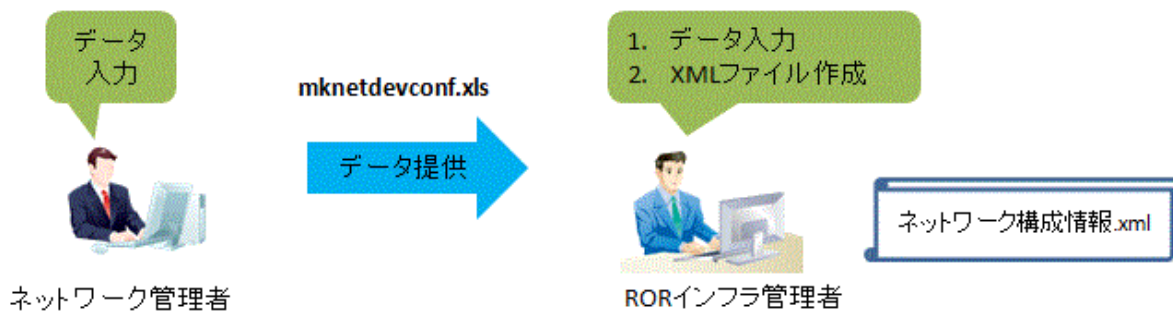 データ
入力
mknetdevconf.xls
データ提供
1. データ入力
2. XMLファイル作成
ネットワーク構成情報.xml
ネットワーク管理者
RORインフラ管理者